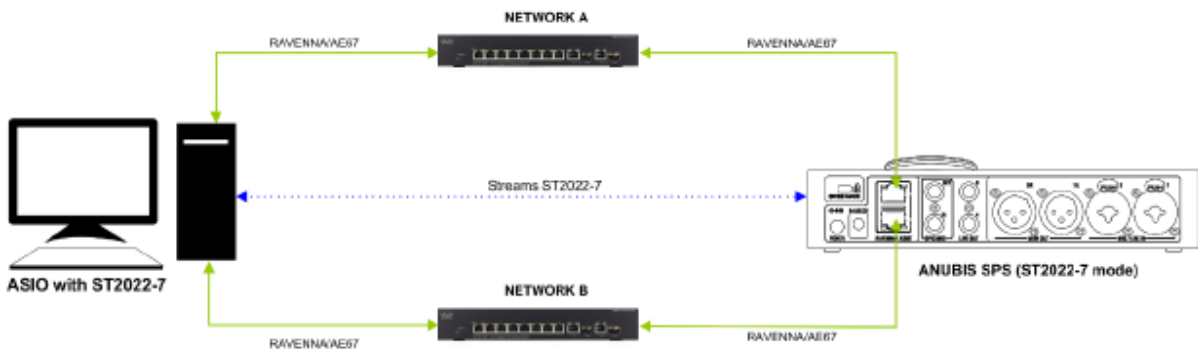 NETWORK A
RAVENNA/AE67
RAVENNA/AE67
Streams ST2022-7
ASIO with ST2022-7
ANUBIS SPS (ST2022-7 mode)
NETWORK B
RAVENNA/AE67
RAVENNA/AE67